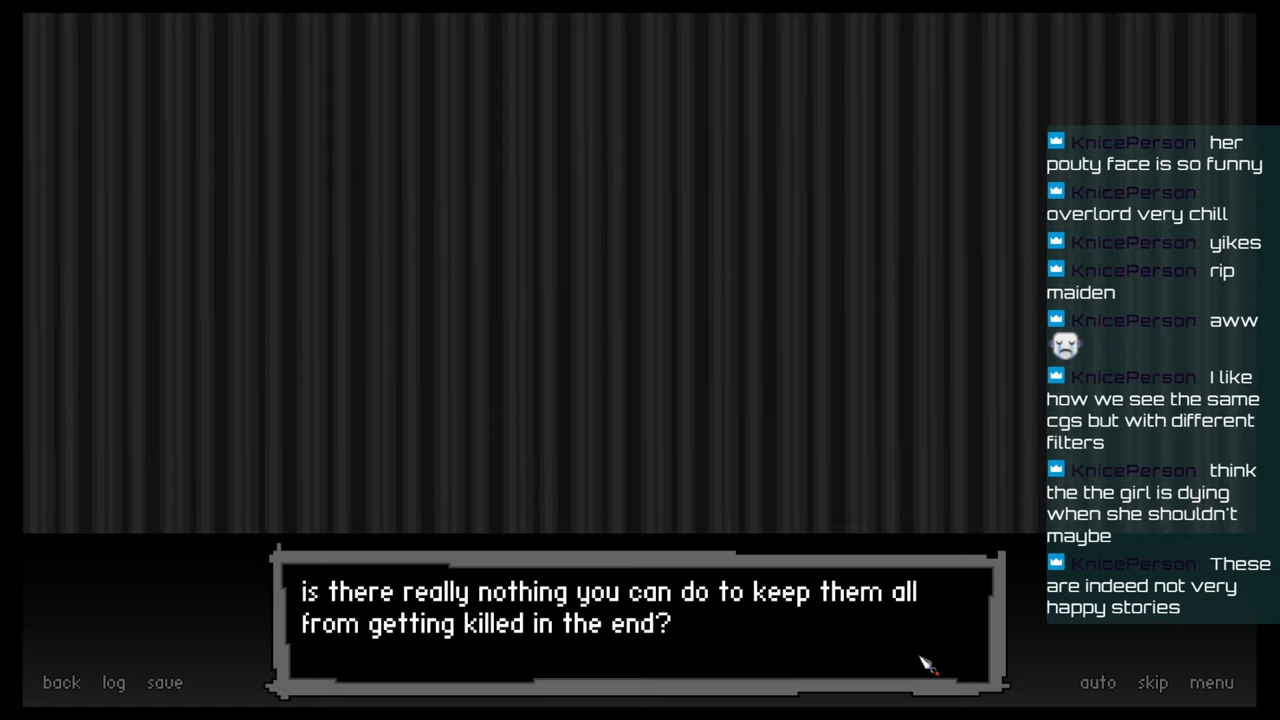 KnicePerson her
pouty face is so funny
KnicePerson
overlord very chill
KnicePerson yikes
KnicePerson rip
maiden
KnicePerson aww
KnicePerson I like
how we see the same
cgs but with different
filters
KnicePerson think
the the girl is dying
when she shouldn't
maybe
KnicePerson These
are indeed not very
happy stories
is there really nothing you can do to keep them all
from getting killed in the end?
back log save auto skip menu